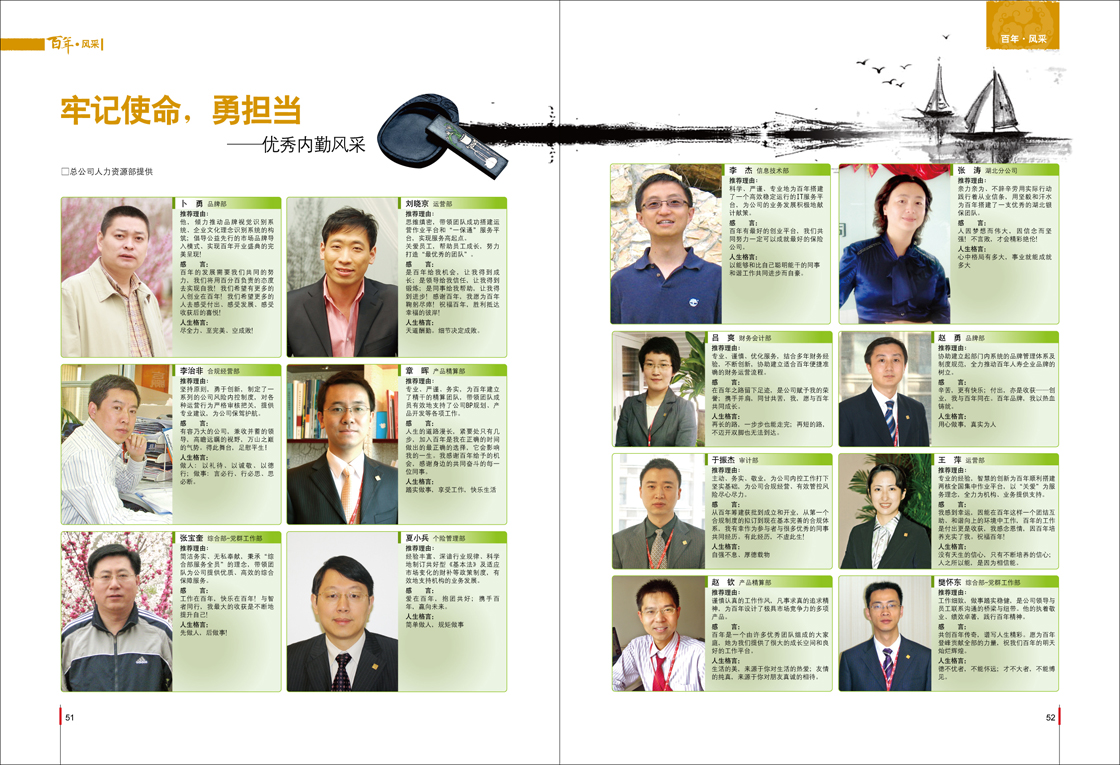 百年·风采
百年·风采
牢记使命，勇担当
——优秀内勤风采
□总公司人力资源部提供
卜 勇 品牌部
推荐理由：
他，倾力推动品牌视觉识别系
统、企业文化理念识别系统的构
筑；倡导公益先行的市场品牌导
入模式，实现百年开业盛典的完
美呈现！
感 言：
百年的发展需要我们共同的努
力，我们将用百分百负责的态度
去实现自我！我们希望有更多的
人创业在百年！我们希望更多的
人去感受付出、感受发展、感受
收获后的喜悦！
人生格言：
尽全力，至完美，空成败！
刘晓京 运营部
推荐理由：
思维缜密，带领团队成功搭建运
营作业平台和“一保通”服务平
台，实现服务高起点。
关爱员工，帮助员工成长，努力
打造“最优秀的团队”。
感 言：
是百年给我机会，让我得到成
长；是领导给我信任，让我得到
锻炼；是同事给我帮助，让我得
到进步！感谢百年，我愿为百年
鞠躬尽瘁！祝福百年，胜利抵达
幸福的彼岸！
人生格言：
天道酬勤，细节决定成败。
李治非 合规经营部
推荐理由：
坚持原则，勇于创新，制定了一
系列的公司风险内控制度，对各
种运营行为严格审核把关，提供
专业建议，为公司保驾护航。
感 言：
有容乃大的公司，兼收并蓄的领
导，高瞻远瞩的视野，万山之巅
的气势，得此舞台，足慰平生！
人生格言：
做人：以礼待，以诚敬，以德
行；做事：言必行，行必思，思
必断。
章 晖 产品精算部
推荐理由：
专业、严谨、务实，为百年建立
了精干的精算团队，带领团队成
员有效地支持了公司BP规划、产
品开发等各项工作。
感 言：
人生的道路漫长，紧要处只有几
步，加入百年是我在正确的时间
做出的最正确的选择，它会影响
我的一生，我感谢百年给予的机
会，感谢身边的共同奋斗的每一
位同事。
人生格言：
踏实做事，享受工作，快乐生活
张宝奎 综合部-党群工作部
推荐理由：
简洁务实、无私奉献，秉承“综
合部服务全员”的理念，带领团
队为公司提供优质、高效的综合
保障服务。
感 言：
工作在百年，快乐在百年！与智
者同行，我最大的收获是不断地
提升自己！
人生格言：
先做人，后做事！
夏小兵 个险管理部
推荐理由：
经验丰富，深谙行业规律，科学
地制订共好型《基本法》及适应
市场变化的财补等政策制度，有
效地支持机构的业务发展。
感 言：
爱在百年，抱团共好；携手百
年，赢向未来。
人生格言：
简单做人，规矩做事
李 杰 信息技术部
推荐理由：
科学、严谨、专业地为百年搭建
了一个高效稳定运行的IT服务平
台，为公司的业务发展积极地献
计献策。
感 言：
百年有最好的创业平台，我们共
同努力一定可以成就最好的保险
公司。
人生格言：
以能够和比自己聪明能干的同事
和谐工作共同进步而自豪。
张 涛 湖北分公司
推荐理由：
亲力亲为、不辞辛劳用实际行动
践行着从业信条，用坚毅和汗水
为百年搭建了一支优秀的湖北银
保团队。
感 言：
人因梦想而伟大，因信念而坚
强！不言败，才会精彩绝伦！
人生格言：
心中格局有多大，事业就能成就
多大
吕 爽 财务会计部
推荐理由：
专业、谨慎，优化服务，结合多年财务经
验，不断创新，协助建立适合百年便捷准
确的财务运营流程。
感 言：
在百年之路留下足迹，是公司赋予我的荣
誉；携手并肩，同甘共苦，我，愿与百年
共同成长。
人生格言：
再长的路，一步步也能走完；再短的路，
不迈开双脚也无法到达。
赵 勇 品牌部
推荐理由：
协助建立起部门内系统的品牌管理体系及
制度规范，全力推动百年人寿企业品牌的
树立。
感 言：
辛苦，更有快乐；付出，亦是收获——创
业，我与百年同在，百年品牌，我以热血
铸就。
人生格言：
用心做事，真实为人
于振杰 审计部
推荐理由：
主动、务实、敬业，为公司内控工作打下
坚实基础，为公司合规经营、有效管控风
险尽心尽力。
感 言：
从百年筹建获批到成立和开业，从第一个
合规制度的拟订到现在基本完善的合规体
系，我有幸作为参与者与很多优秀的同事
共同经历。有此经历，不虚此生！
人生格言：
自强不息，厚德载物
王 萍 运营部
推荐理由：
专业的经验，智慧的创新为百年顺利搭建
两核全国集中作业平台，以“关爱”为服
务理念，全力为机构、业务提供支持。
感 言：
我感到幸运，因能在百年这样一个团结互
助、和谐向上的环境中工作，百年的工作
是付出更是收获；我感念恩情，因百年培
养充实了我。祝福百年！
人生格言：
没有天生的信心，只有不断培养的信心；
人之所以能，是因为相信能。
赵 钦 产品精算部
推荐理由：
谨慎认真的工作作风，凡事求真的追求精
神，为百年设计了极具市场竞争力的多项
产品。
感 言：
百年是一个由许多优秀团队组成的大家
庭，她为我们提供了很大的成长空间和良
好的工作平台。
人生格言：
生活的美，来源于你对生活的热爱；友情
的纯真，来源于你对朋友真诚的相待。
樊怀东 综合部-党群工作部
推荐理由：
工作细致、做事踏实稳健，是公司领导与
员工联系沟通的桥梁与纽带，他的执着敬
业、绩效卓著，践行百年精神。
感 言：
共创百年传奇，谱写人生精彩，愿为百年
登峰贡献全部的力量，祝我们百年的明天
灿烂辉煌。
人生格言：
德不优者，不能怀远；才不大者，不能博
见。
51
52